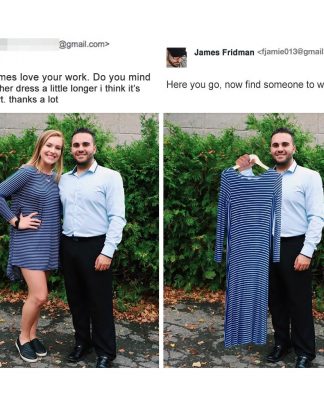 @gmail.com>
mes love your work. Do you mind
her dress a little longer i think it's
t. thanks a lot
James Fridman <fjamie013@gmail
Here you go, now find someone to w